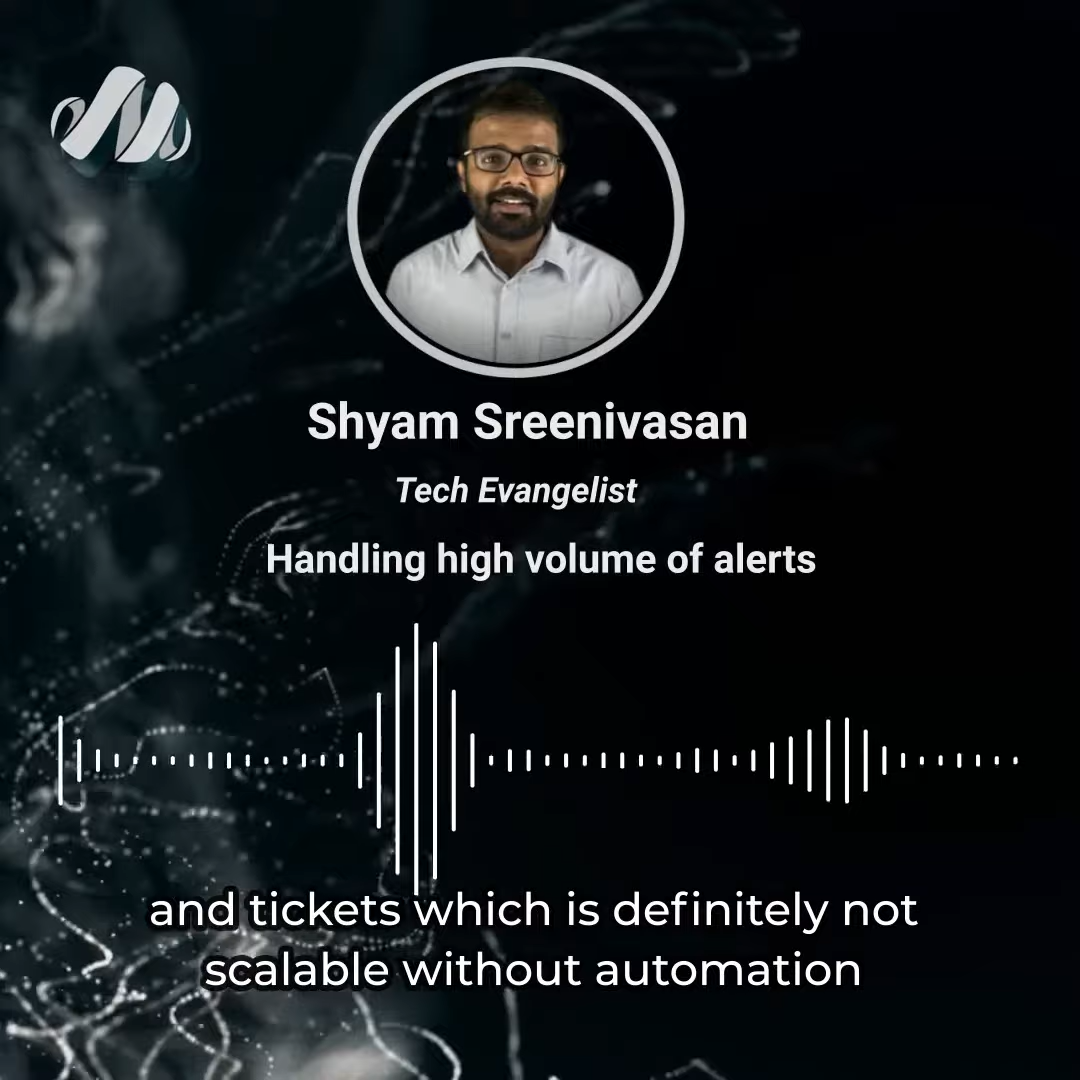 Shyam Sreenivasan
Tech Evangelist
Handling high volume of alerts
and tickets which is definitely not
scalable without automation